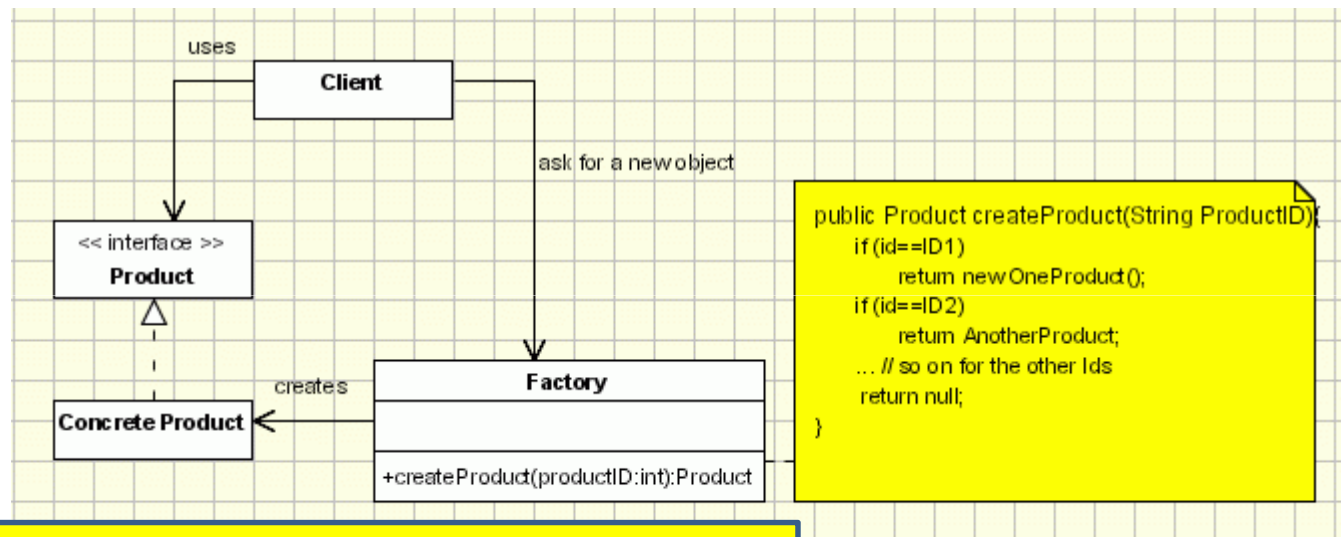 uses
Client
ask for a new object
<< interface >>
Product
creates
Concrete Product
Factory
+createProduct(productID:int):Product
public Product createProduct(String ProductID){
if (id==ID1)
return new OneProduct();
if (id==ID2)
return AnotherProduct;
... // so on for the other Ids
return null;
}